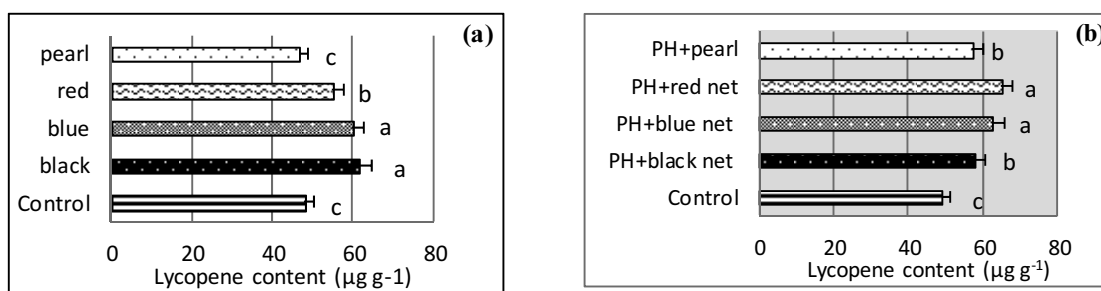 (a)
pearl
c
red
b
blue
a
black
a
Control
c
0 20 40 60 80
Lycopene content (µg g-1)
(b)
PH+pearl
b
PH+red net
a
PH+blue net
a
PH+black net
b
Control
c
0 20 40 60 80
Lycopene content (µg g⁻¹)